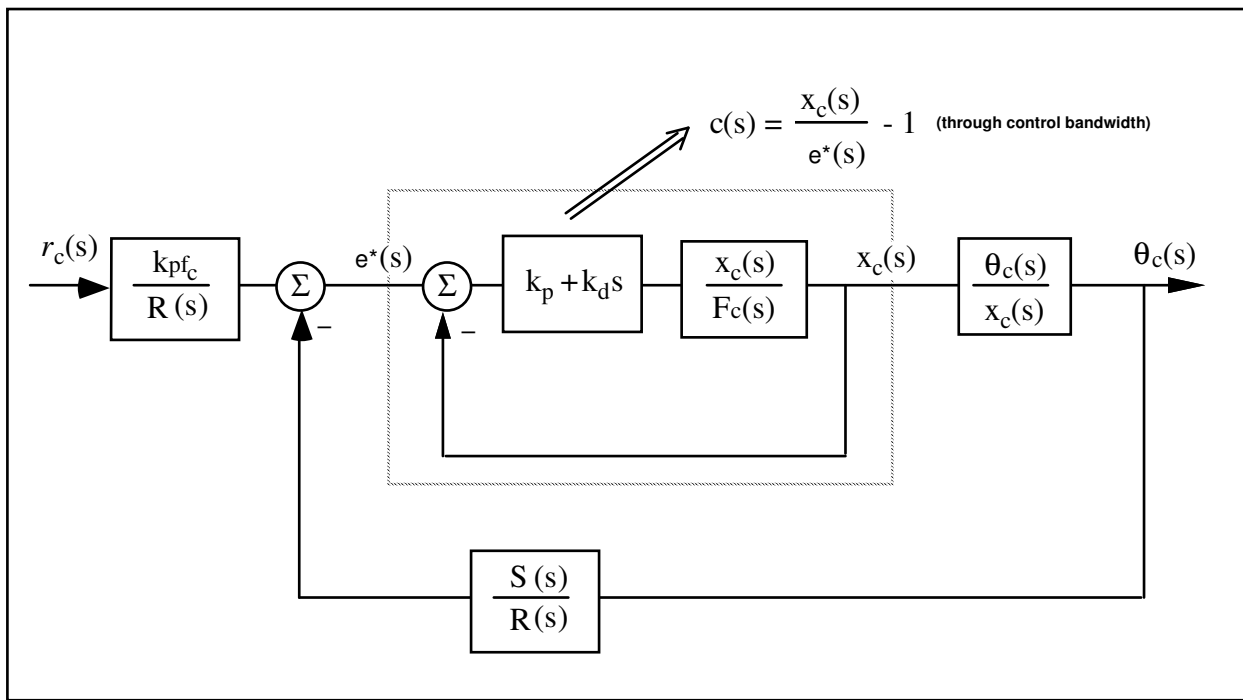 c(s) = x_c(s) / e*(s) - 1 (through control bandwidth)
r_c(s)
k_pf_c / R(s)
Σ
−
e*(s)
Σ
−
k_p + k_d s
x_c(s) / F_c(s)
x_c(s)
θ_c(s) / x_c(s)
θ_c(s)
S(s) / R(s)